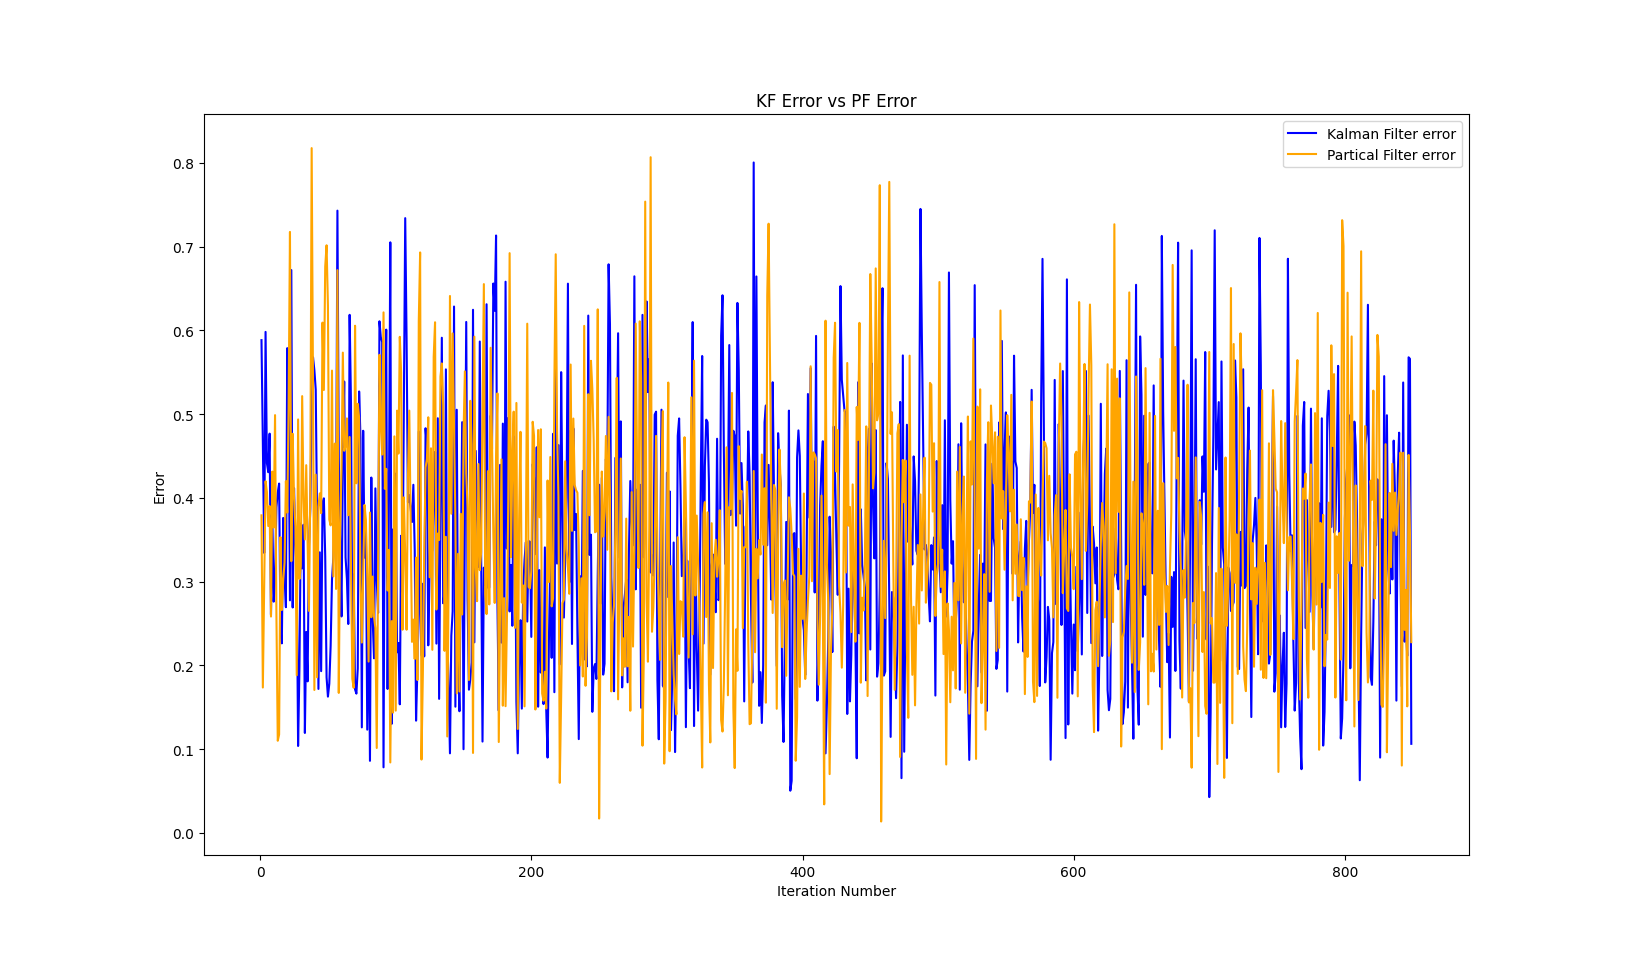 KF Error vs PF Error
Kalman Filter error
Partical Filter error
0.8
0.7
0.6
0.5
0.4
0.3
0.2
0.1
0.0
Error
0 200 400 600 800
Iteration Number